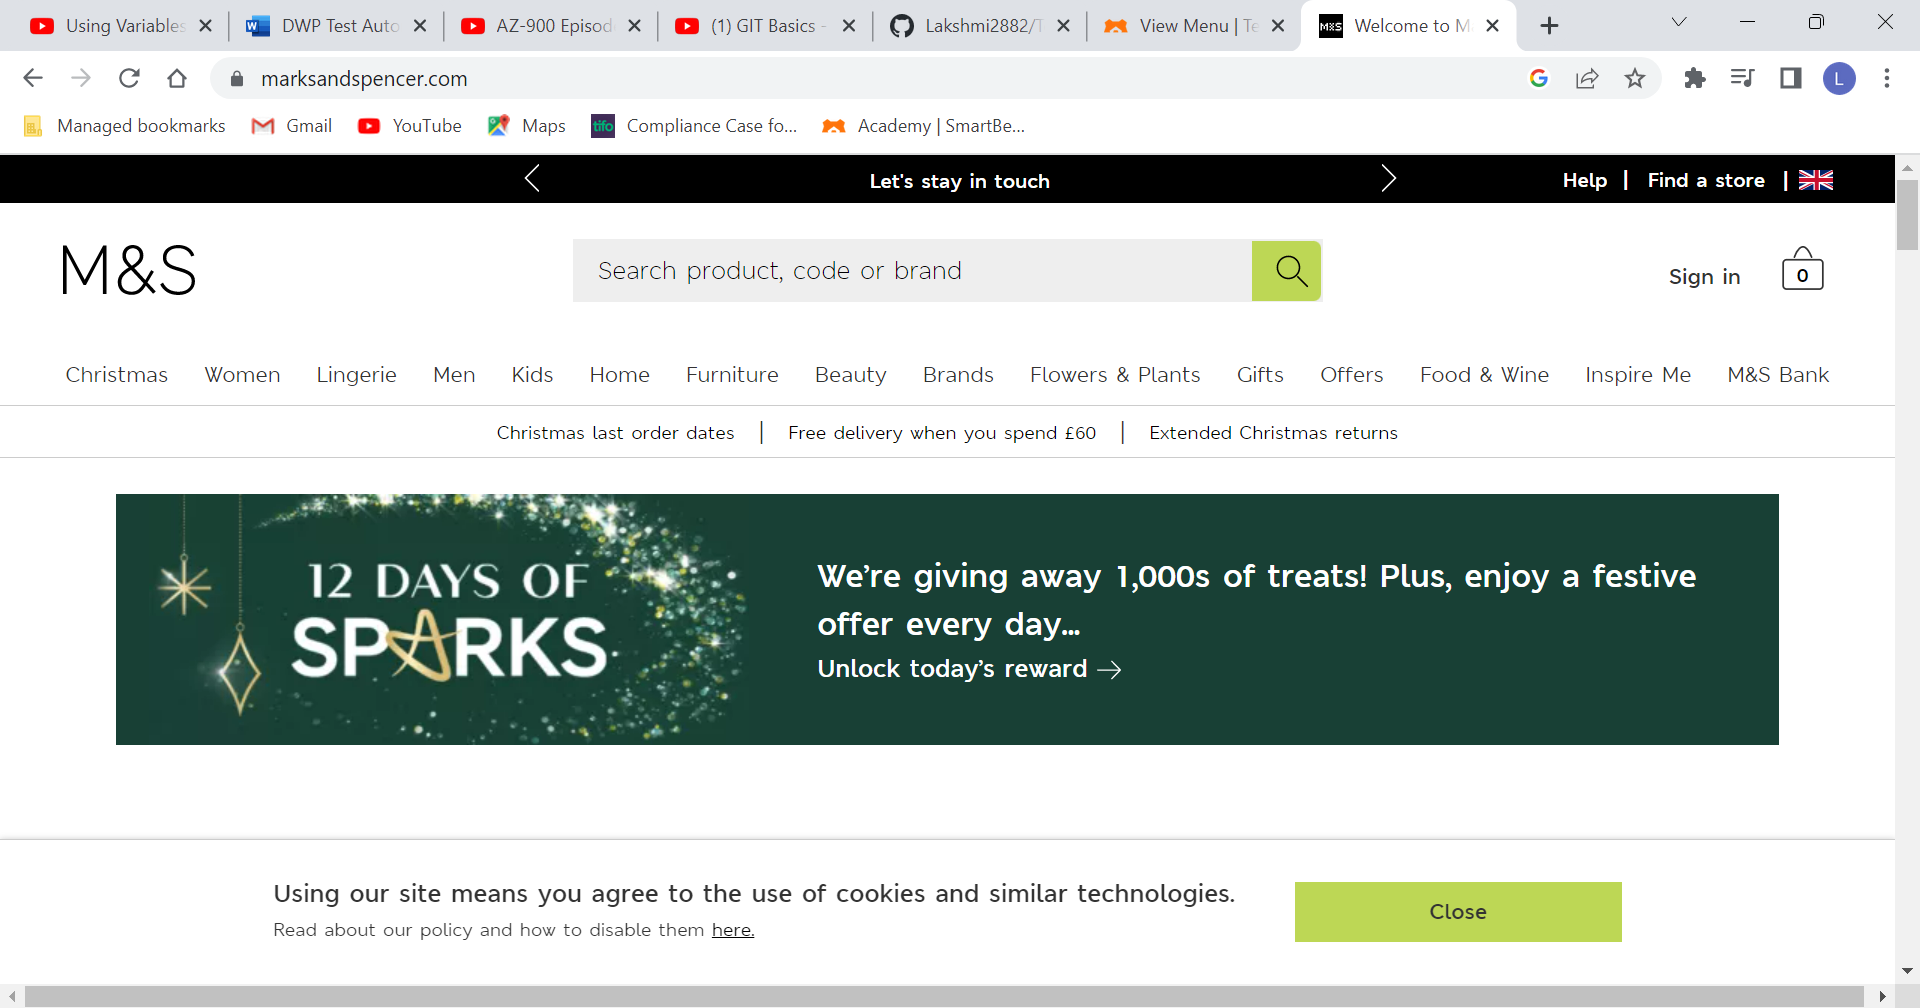 Using Variables
DWP Test Auto
AZ-900 Episod
(1) GIT Basics -
Lakshmi2882/T
View Menu | Te
M&S
Welcome to M
marksandspencer.com
L
Managed bookmarks
Gmail
YouTube
Maps
tifo
Compliance Case fo...
Academy | SmartBe...
Let's stay in touch
Help | Find a store |
M&S
Search product, code or brand
Sign in
0
Christmas Women Lingerie Men Kids Home Furniture Beauty Brands Flowers & Plants Gifts Offers Food & Wine Inspire Me M&S Bank
Christmas last order dates | Free delivery when you spend £60 | Extended Christmas returns
12 DAYS OF
SPARKS
We’re giving away 1,000s of treats! Plus, enjoy a festive
offer every day...
Unlock today’s reward →
Using our site means you agree to the use of cookies and similar technologies.
Read about our policy and how to disable them here.
Close